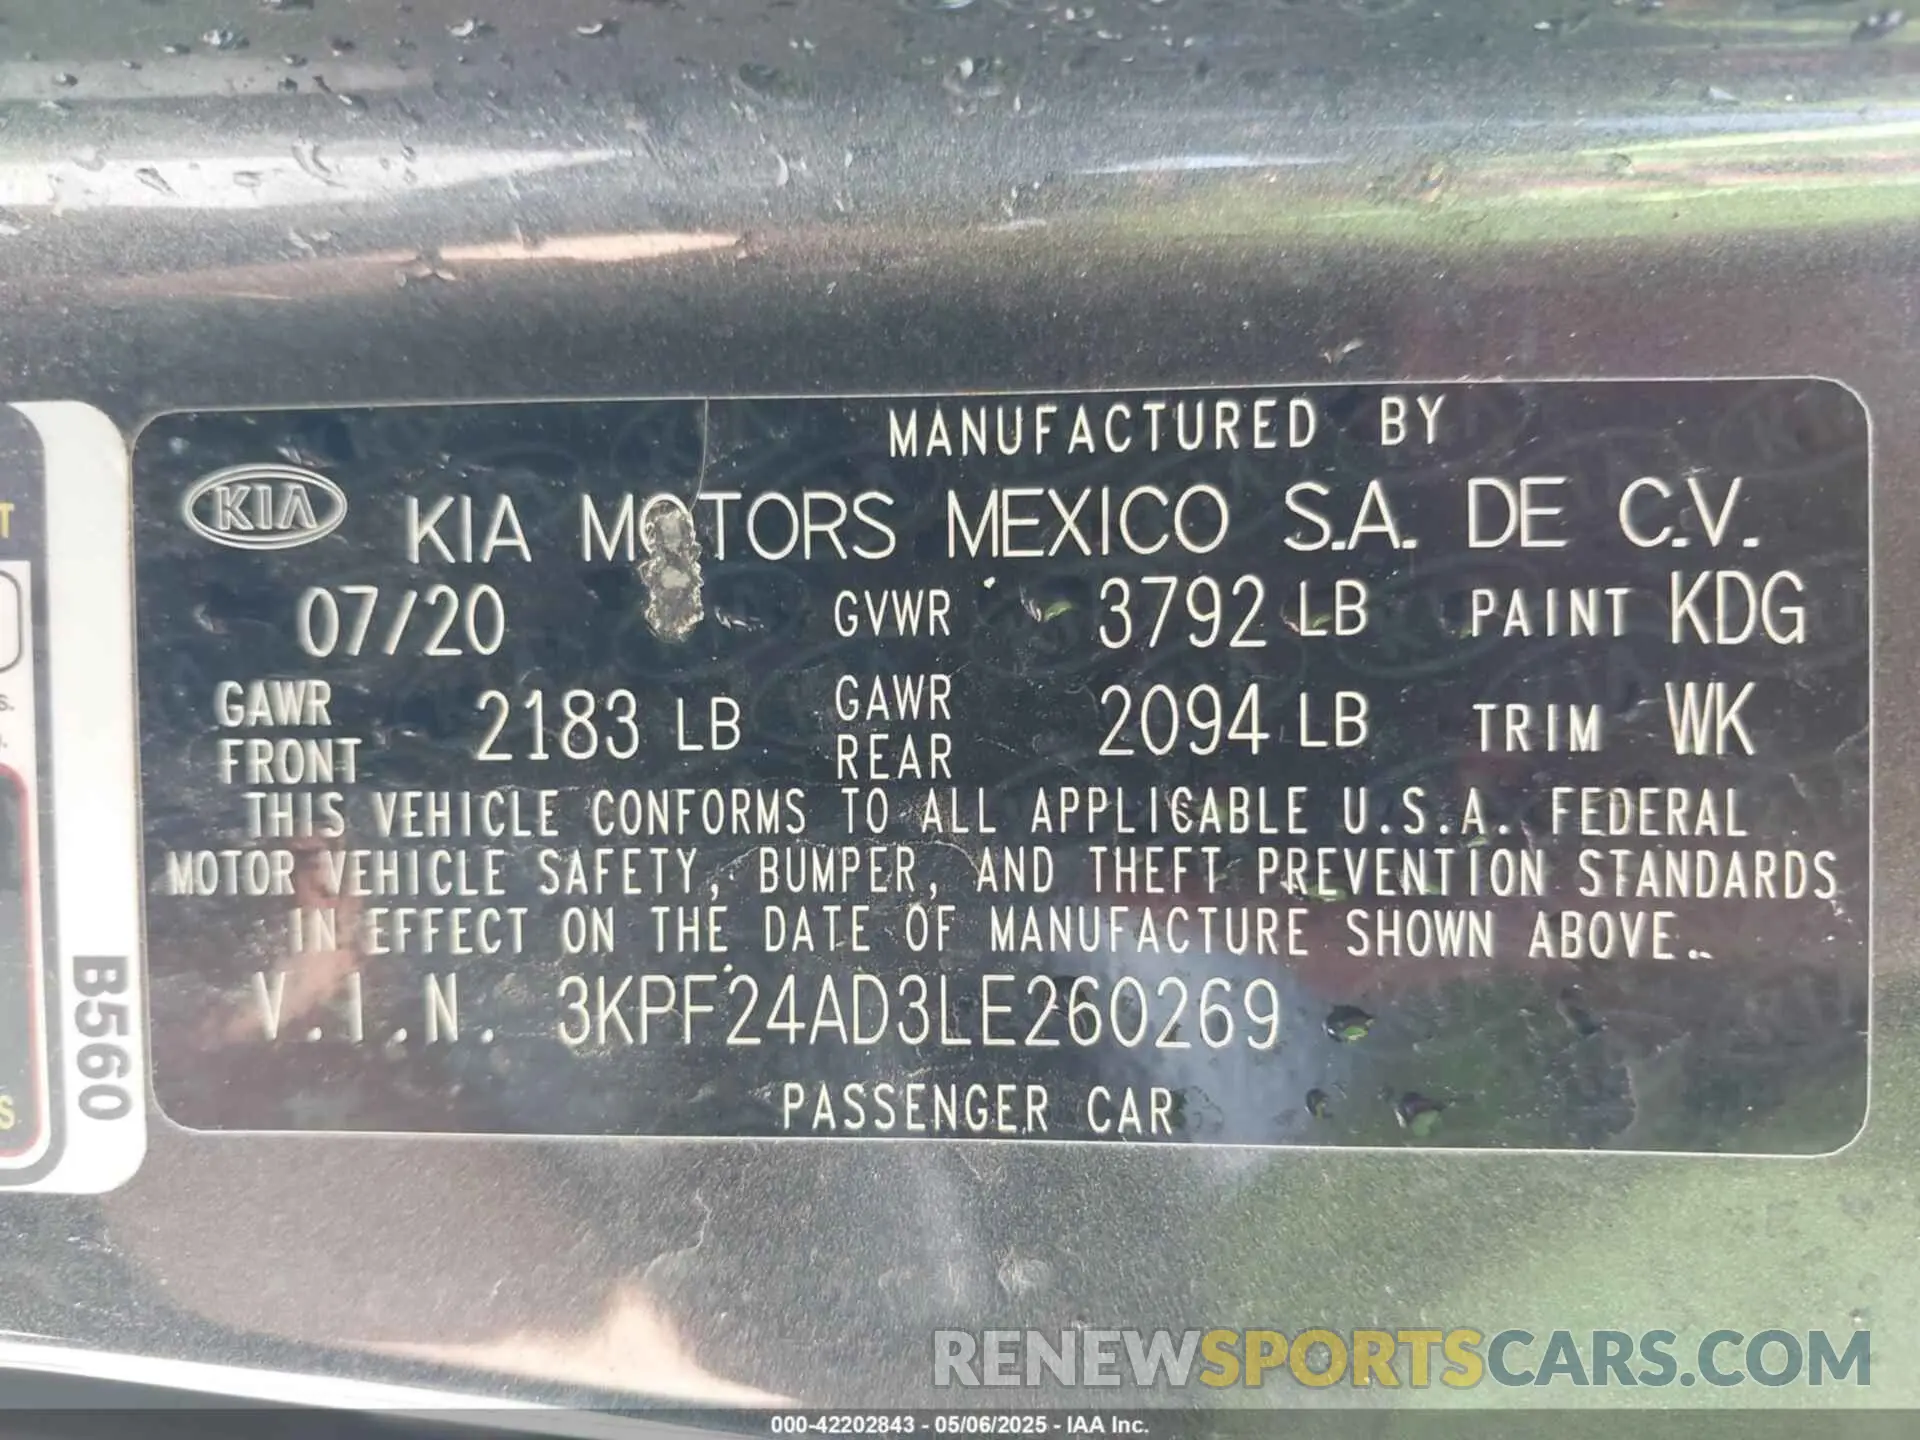 MANUFACTURED BY
KIA KIA MOTORS MEXICO S.A. DE C.V.
07/20 GVWR 3792 LB PAINT KDG
GAWR FRONT 2183 LB GAWR REAR 2094 LB TRIM WK
THIS VEHICLE CONFORMS TO ALL APPLICABLE U.S.A. FEDERAL
MOTOR VEHICLE SAFETY, BUMPER, AND THEFT PREVENTION STANDARDS
IN EFFECT ON THE DATE OF MANUFACTURE SHOWN ABOVE.
V.I.N. 3KPF24AD3LE260269
PASSENGER CAR
B560
RENEWSPORTSCARS.COM
000-42202843 - 05/06/2025 - IAA Inc.